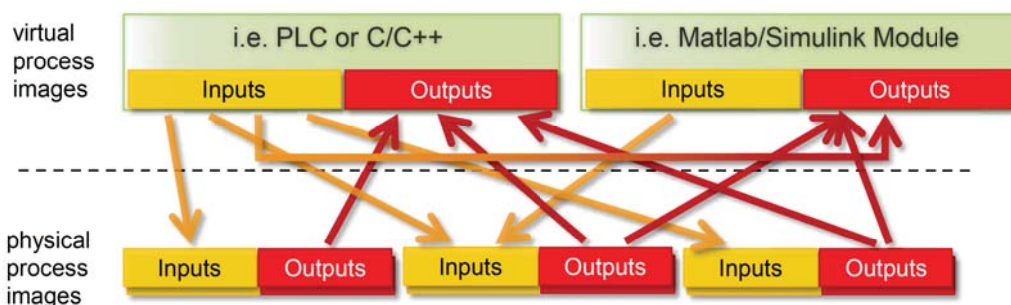 virtual
process
images
i.e. PLC or C/C++
i.e. Matlab/Simulink Module
Inputs
Outputs
Inputs
Outputs
physical
process
images
Inputs
Outputs
Inputs
Outputs
Inputs
Outputs